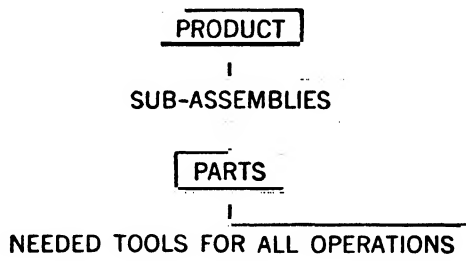 PRODUCT
SUB-ASSEMBLIES
PARTS
NEEDED TOOLS FOR ALL OPERATIONS